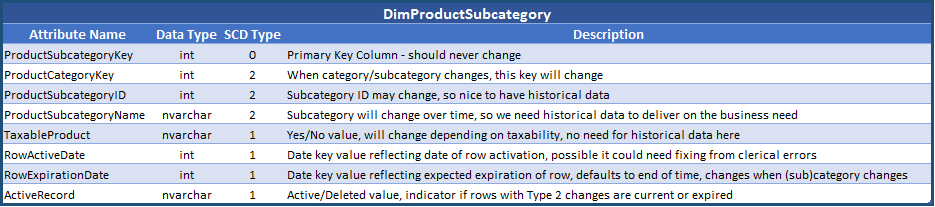 DimProductSubcategory
Attribute Name Data Type SCD Type Description
ProductSubcategoryKey int 0 Primary Key Column - should never change
ProductCategoryKey int 2 When category/subcategory changes, this key will change
ProductSubcategoryID int 2 Subcategory ID may change, so nice to have historical data
ProductSubcategoryName nvarchar 2 Subcategory will change over time, so we need historical data to deliver on the business need
TaxableProduct nvarchar 1 Yes/No value, will change depending on taxability, no need for historical data here
RowActiveDate int 1 Date key value reflecting date of row activation, possible it could need fixing from clerical errors
RowExpirationDate int 1 Date key value reflecting expected expiration of row, defaults to end of time, changes when (sub)category changes
ActiveRecord nvarchar 1 Active/Deleted value, indicator if rows with Type 2 changes are current or expired